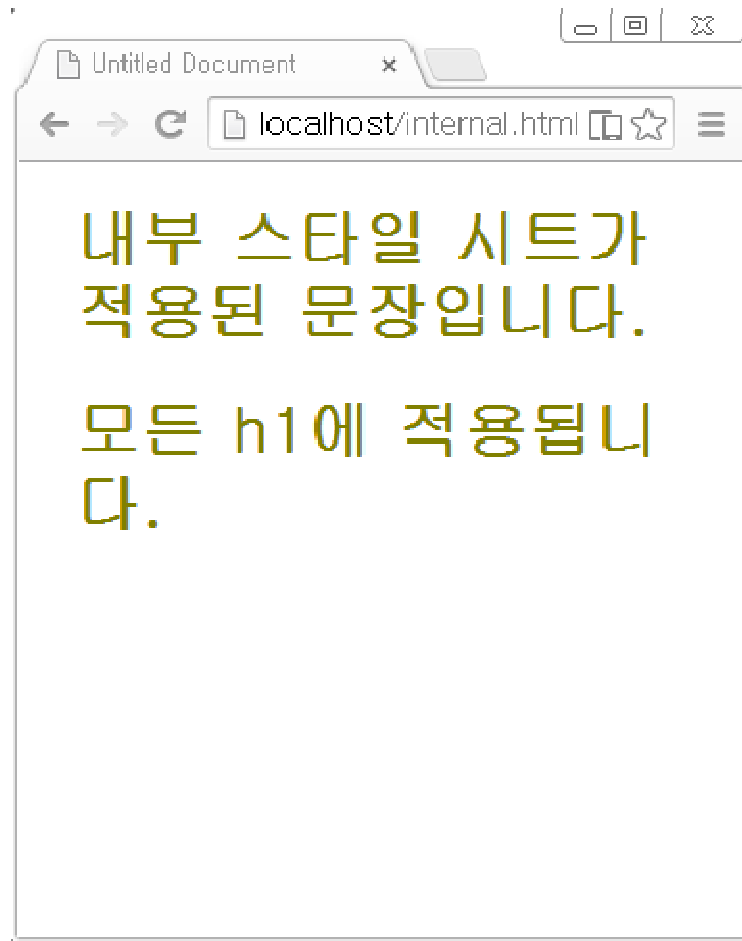 Untitled Document
localhost/internal.html
내부 스타일 시트가
적용된 문장입니다.
모든 h1에 적용됩니
다.